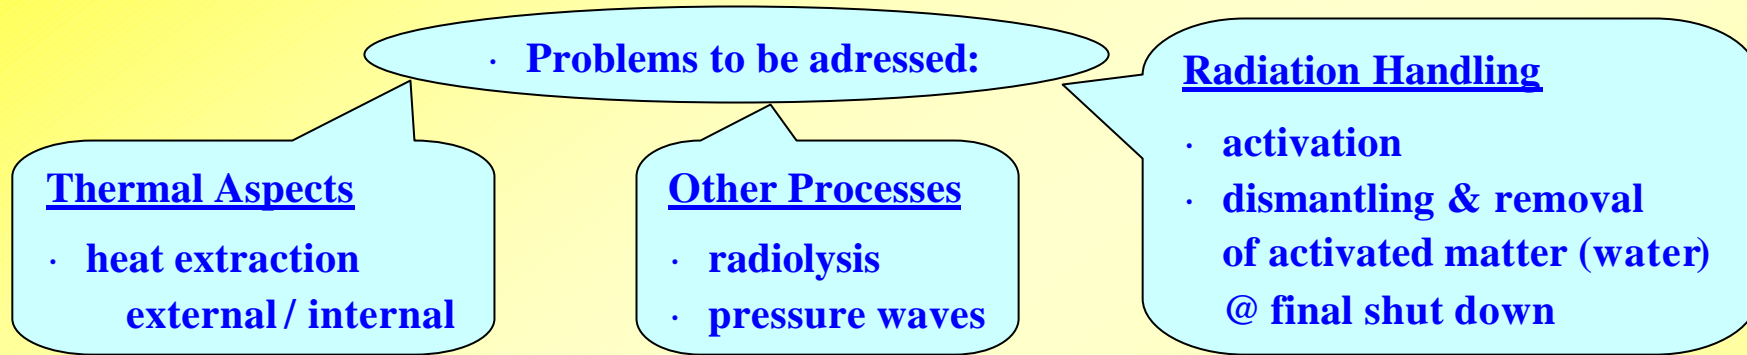 · Problems to be adressed:
Thermal Aspects
· heat extraction
external / internal
Other Processes
· radiolysis
· pressure waves
Radiation Handling
· activation
· dismantling & removal
of activated matter (water)
@ final shut down